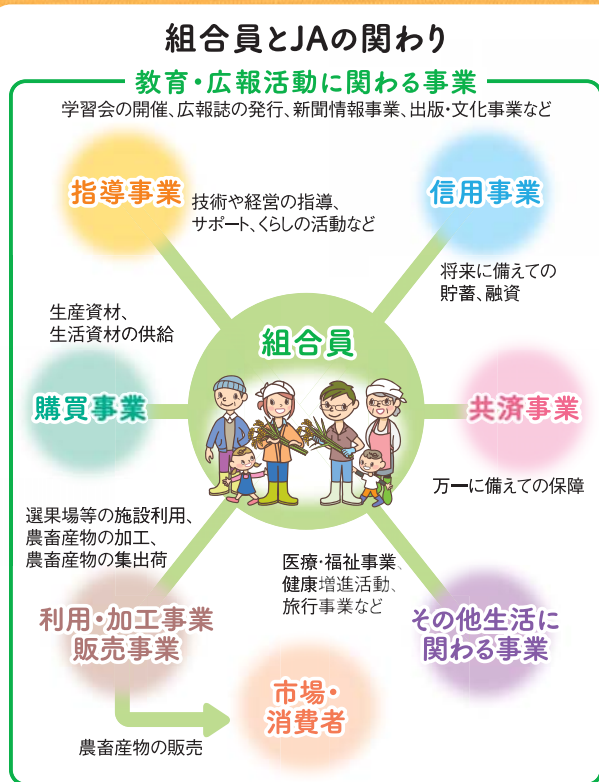 組合員とJAの関わり
教育・広報活動に関わる事業
学習会の開催、広報誌の発行、新聞情報事業、出版・文化事業など
指導事業
技術や経営の指導、
サポート、くらしの活動など
信用事業
将来に備えての
貯蓄、融資
生産資材、
生活資材の供給
組合員
購買事業
共済事業
万一に備えての保障
選果場等の施設利用、
農畜産物の加工、
農畜産物の集出荷
医療・福祉事業、
健康増進活動、
旅行事業など
利用・加工事業
販売事業
その他生活に
関わる事業
市場・
消費者
農畜産物の販売